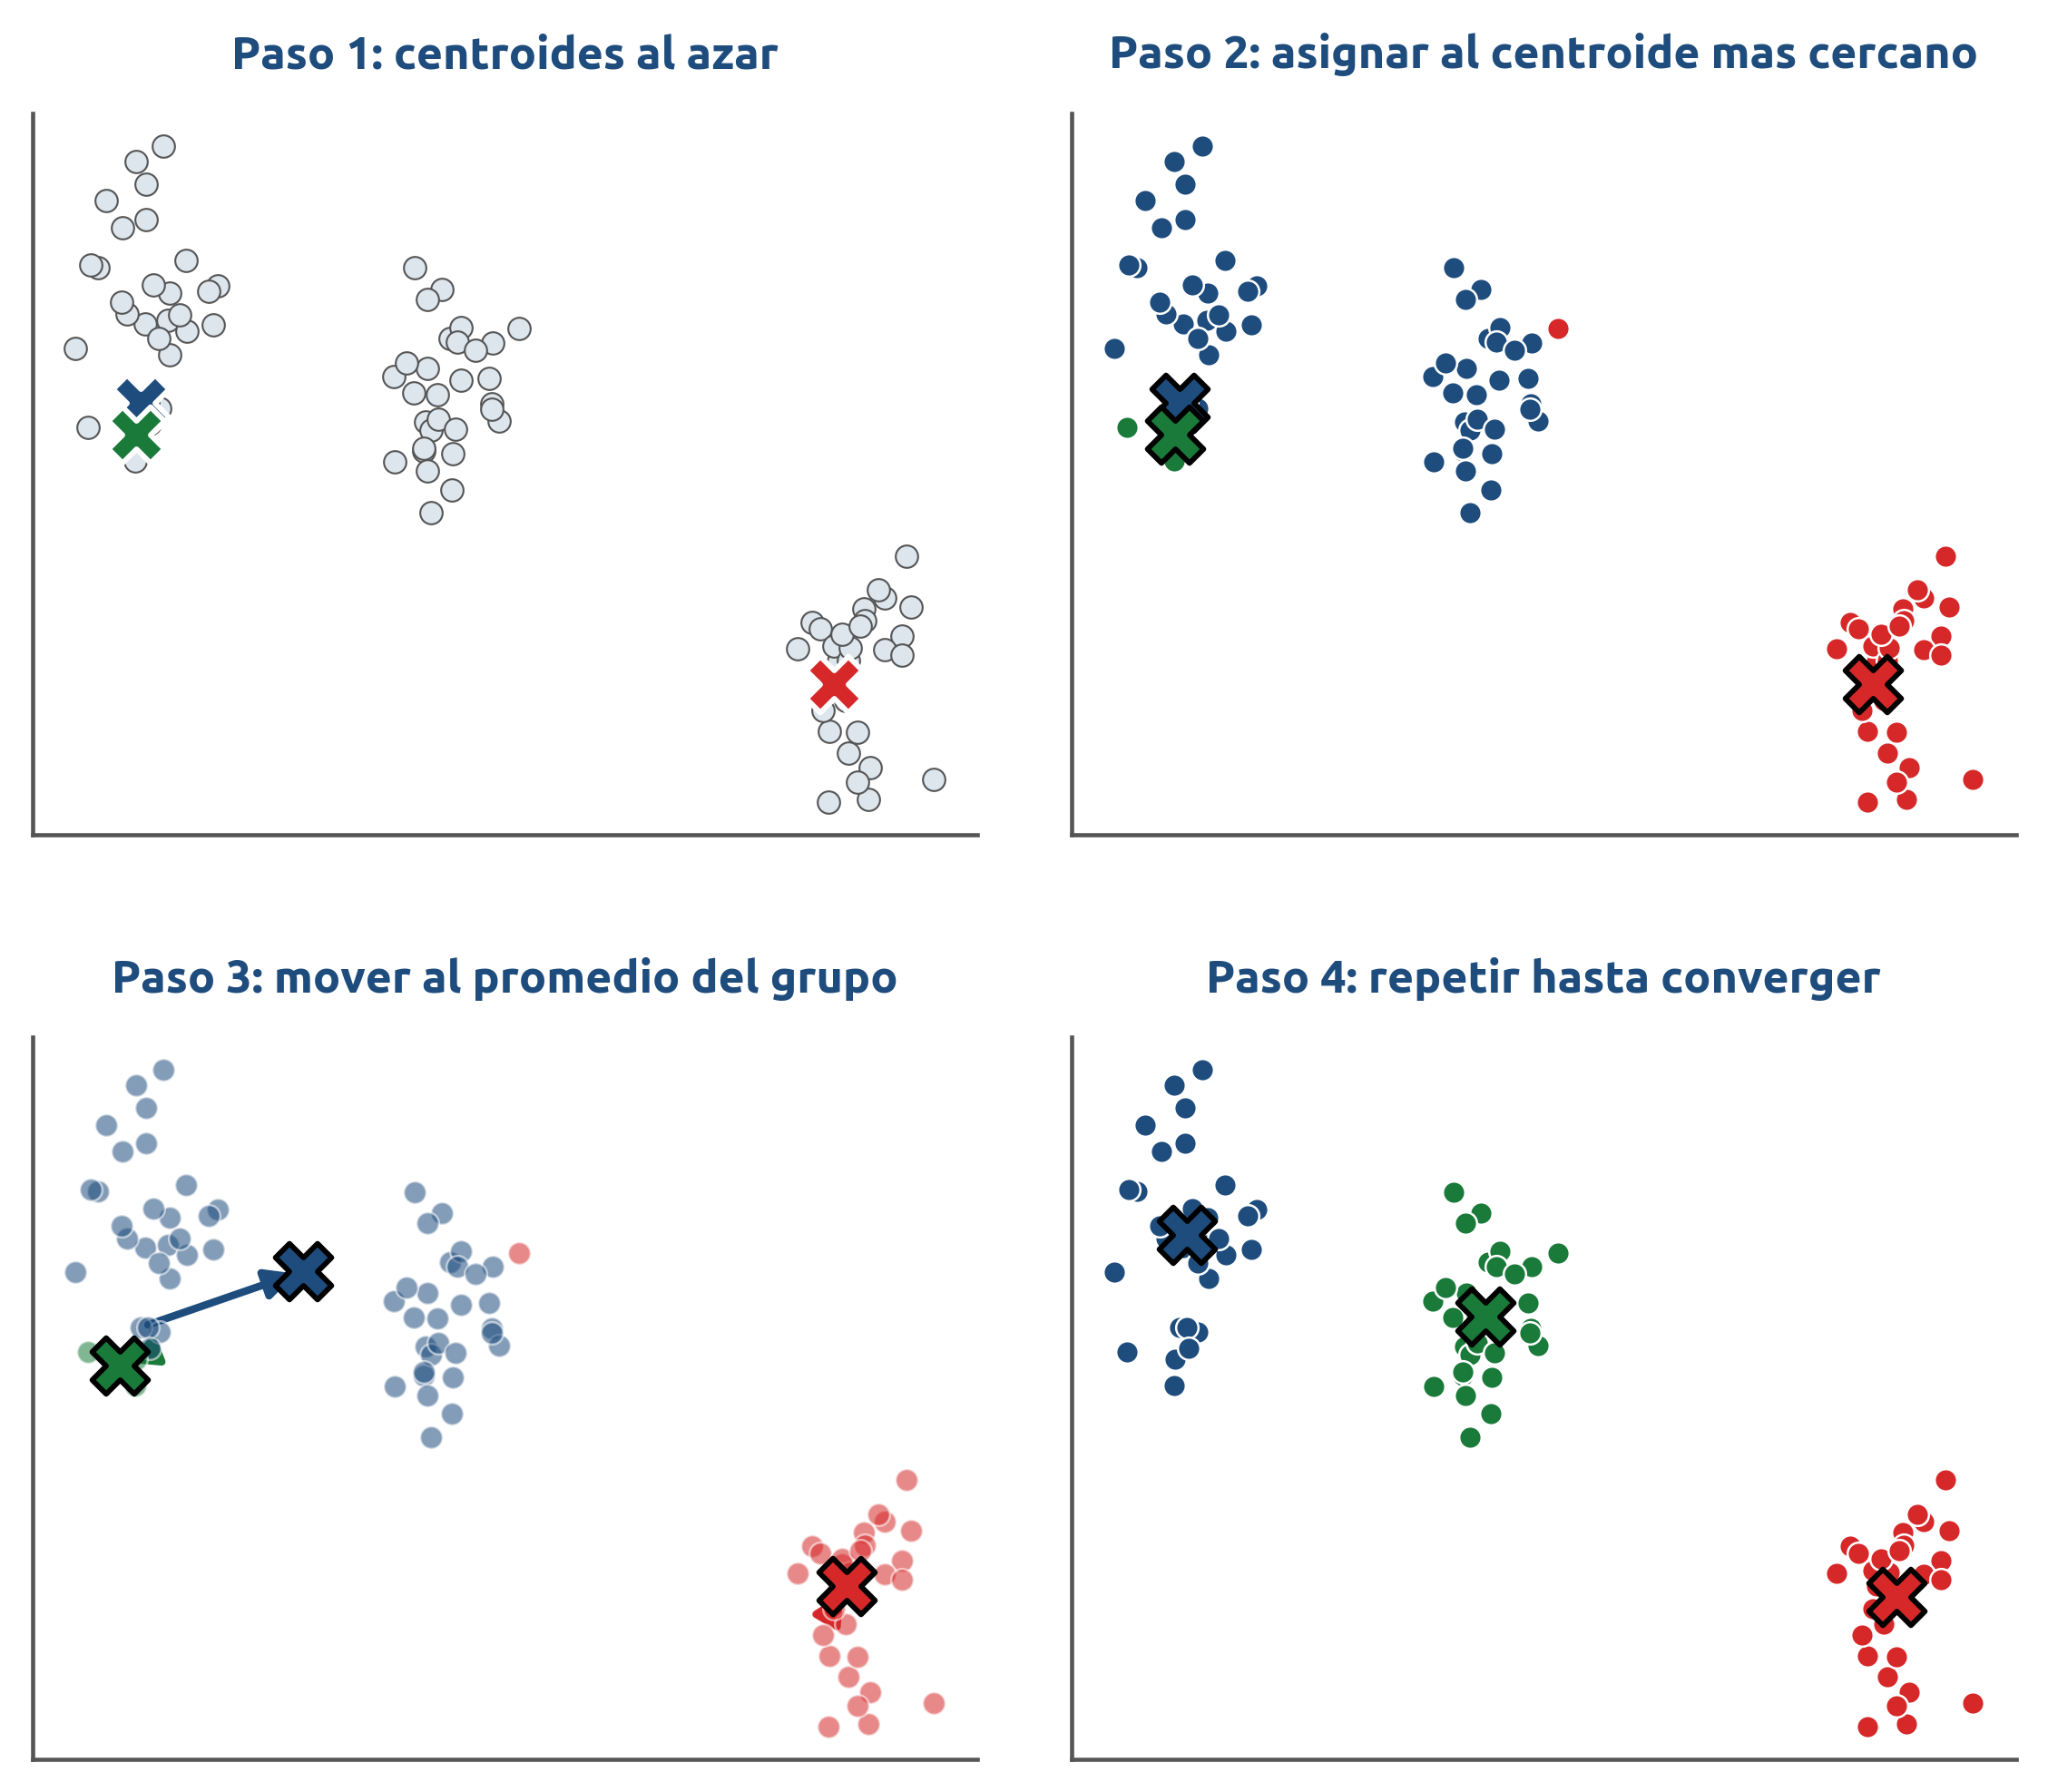 Paso 1: centroides al azar
Paso 2: asignar al centroide mas cercano
Paso 3: mover al promedio del grupo
Paso 4: repetir hasta converger